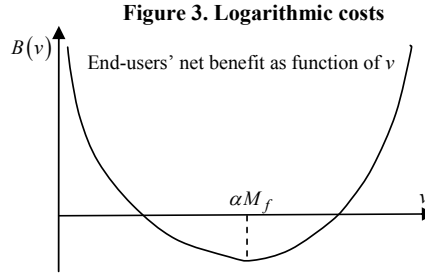 Figure 3. Logarithmic costs
B(v)
End-users' net benefit as function of v
αM_f
v